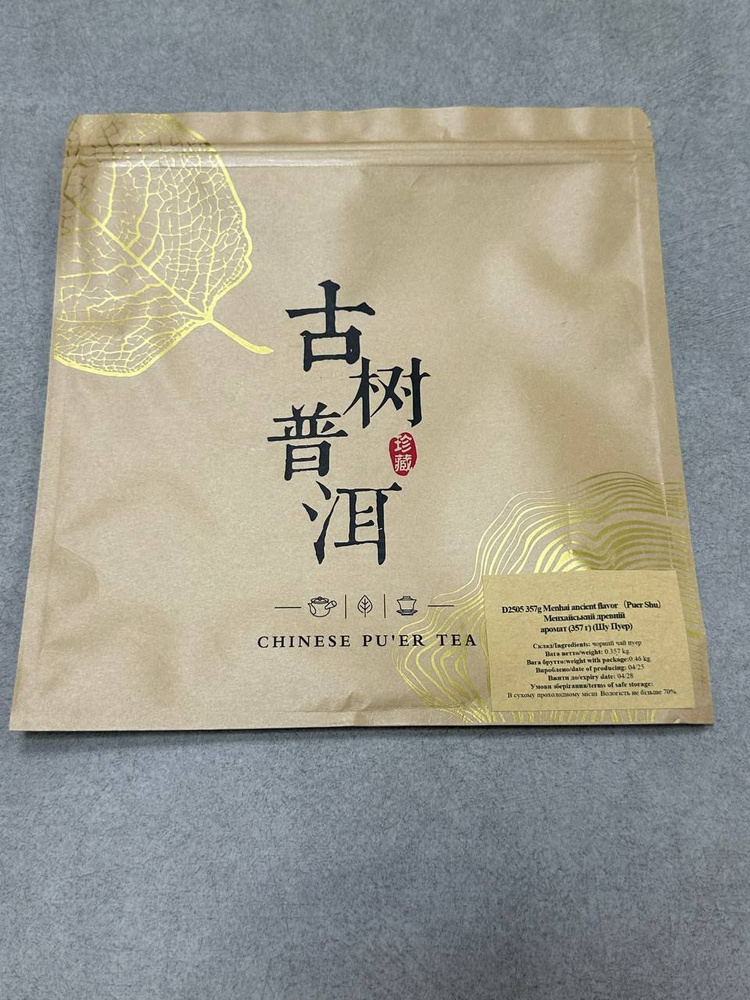 古
树
普
洱
珍
藏
CHINESE PU'ER TEA
D2505 357g Menhai ancient flavor （Puer Shu）
Менхайський древній
аромат (357 г) (Шу Пуер)
Склад/Ingredients: чорний чай пуер
Вага нетто/weight: 0.357 kg.
Вага брутто/weight with package:0.46 kg.
Вироблено/date of producing: 04/25
Вжити до/expiry date: 04/28
Умови зберігання/terms of safe storage:
В сухому прохолодному місці. Вологість не більше 70%.